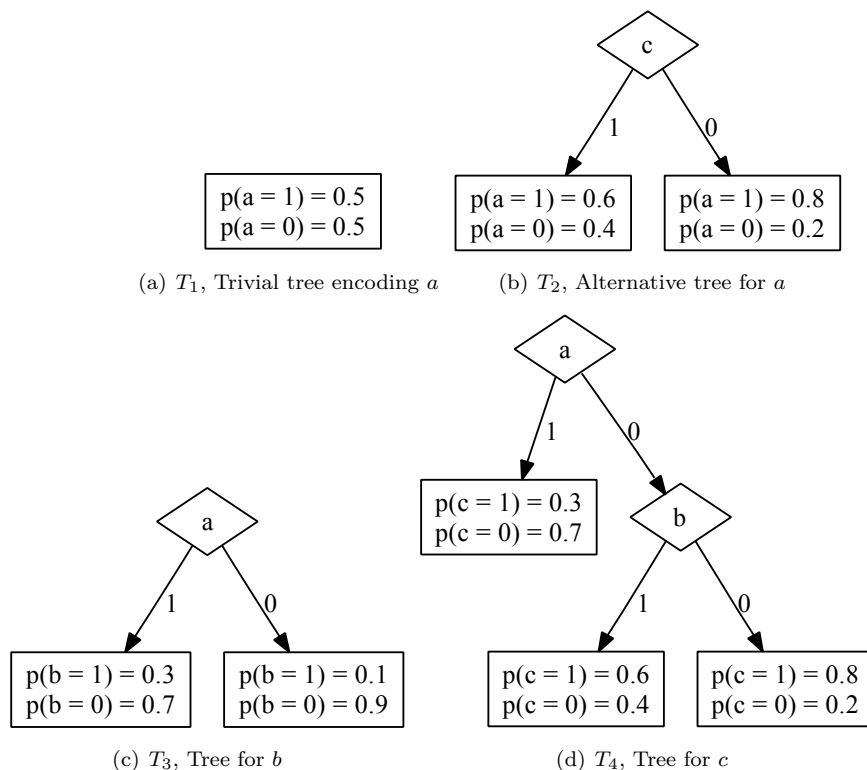 c
1
0
p(a = 1) = 0.5
p(a = 0) = 0.5
p(a = 1) = 0.6
p(a = 0) = 0.4
p(a = 1) = 0.8
p(a = 0) = 0.2
(a) T1, Trivial tree encoding a
(b) T2, Alternative tree for a
a
1
0
p(b = 1) = 0.3
p(b = 0) = 0.7
p(b = 1) = 0.1
p(b = 0) = 0.9
(c) T3, Tree for b
a
1
0
p(c = 1) = 0.3
p(c = 0) = 0.7
b
1
0
p(c = 1) = 0.6
p(c = 0) = 0.4
p(c = 1) = 0.8
p(c = 0) = 0.2
(d) T4, Tree for c